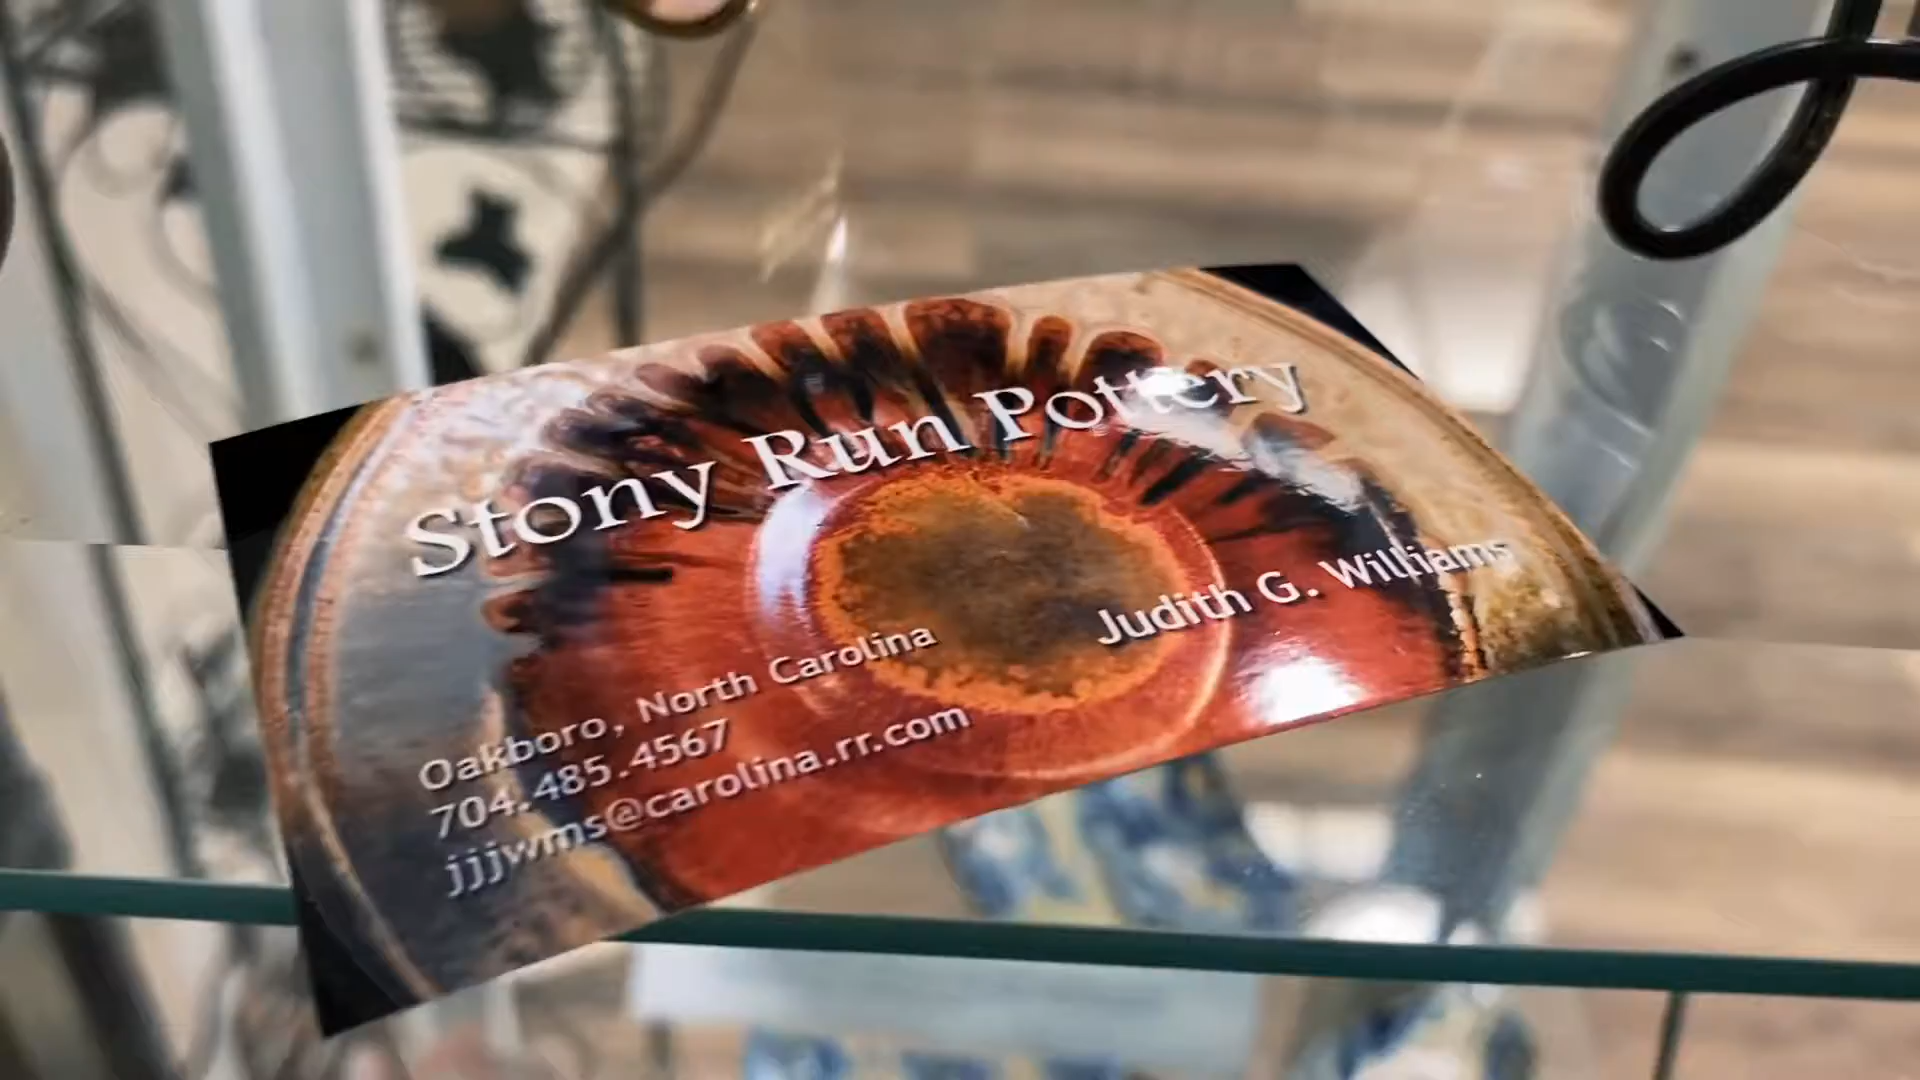 Stony Run Pottery
Judith G. Williams
Oakboro, North Carolina
704.485.4567
jjjwms@carolina.rr.com